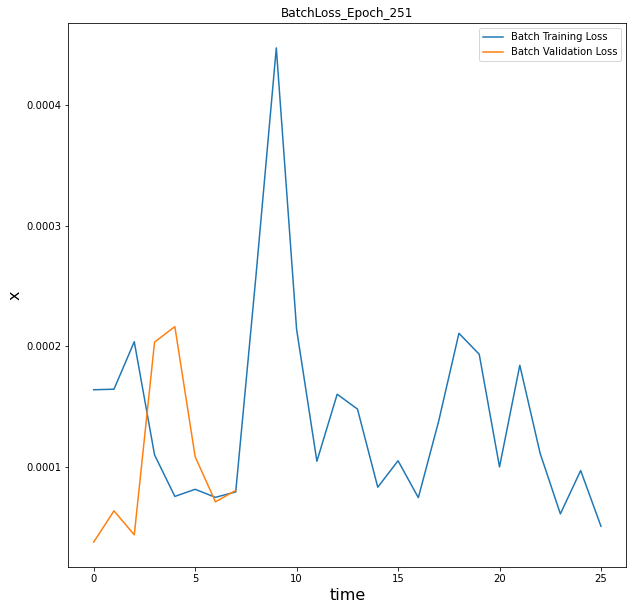 BatchLoss_Epoch_251
Batch Training Loss
Batch Validation Loss
0.0004
0.0003
0.0002
0.0001
x
0 5 10 15 20 25
time